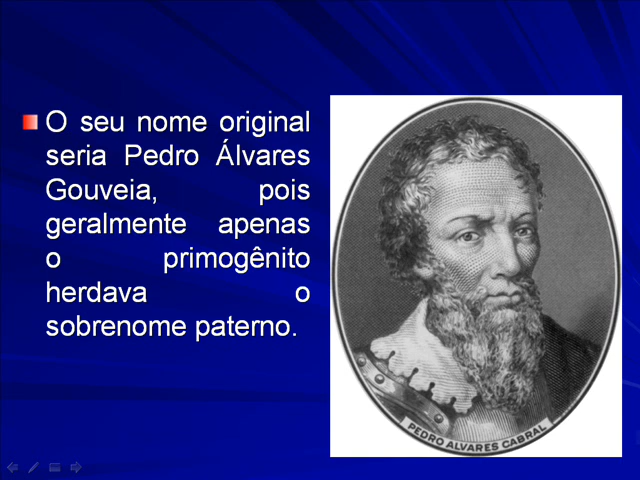 O seu nome original
seria Pedro Álvares
Gouveia, pois
geralmente apenas
o primogênito
herdava o
sobrenome paterno.
PEDRO ALVARES CABRAL